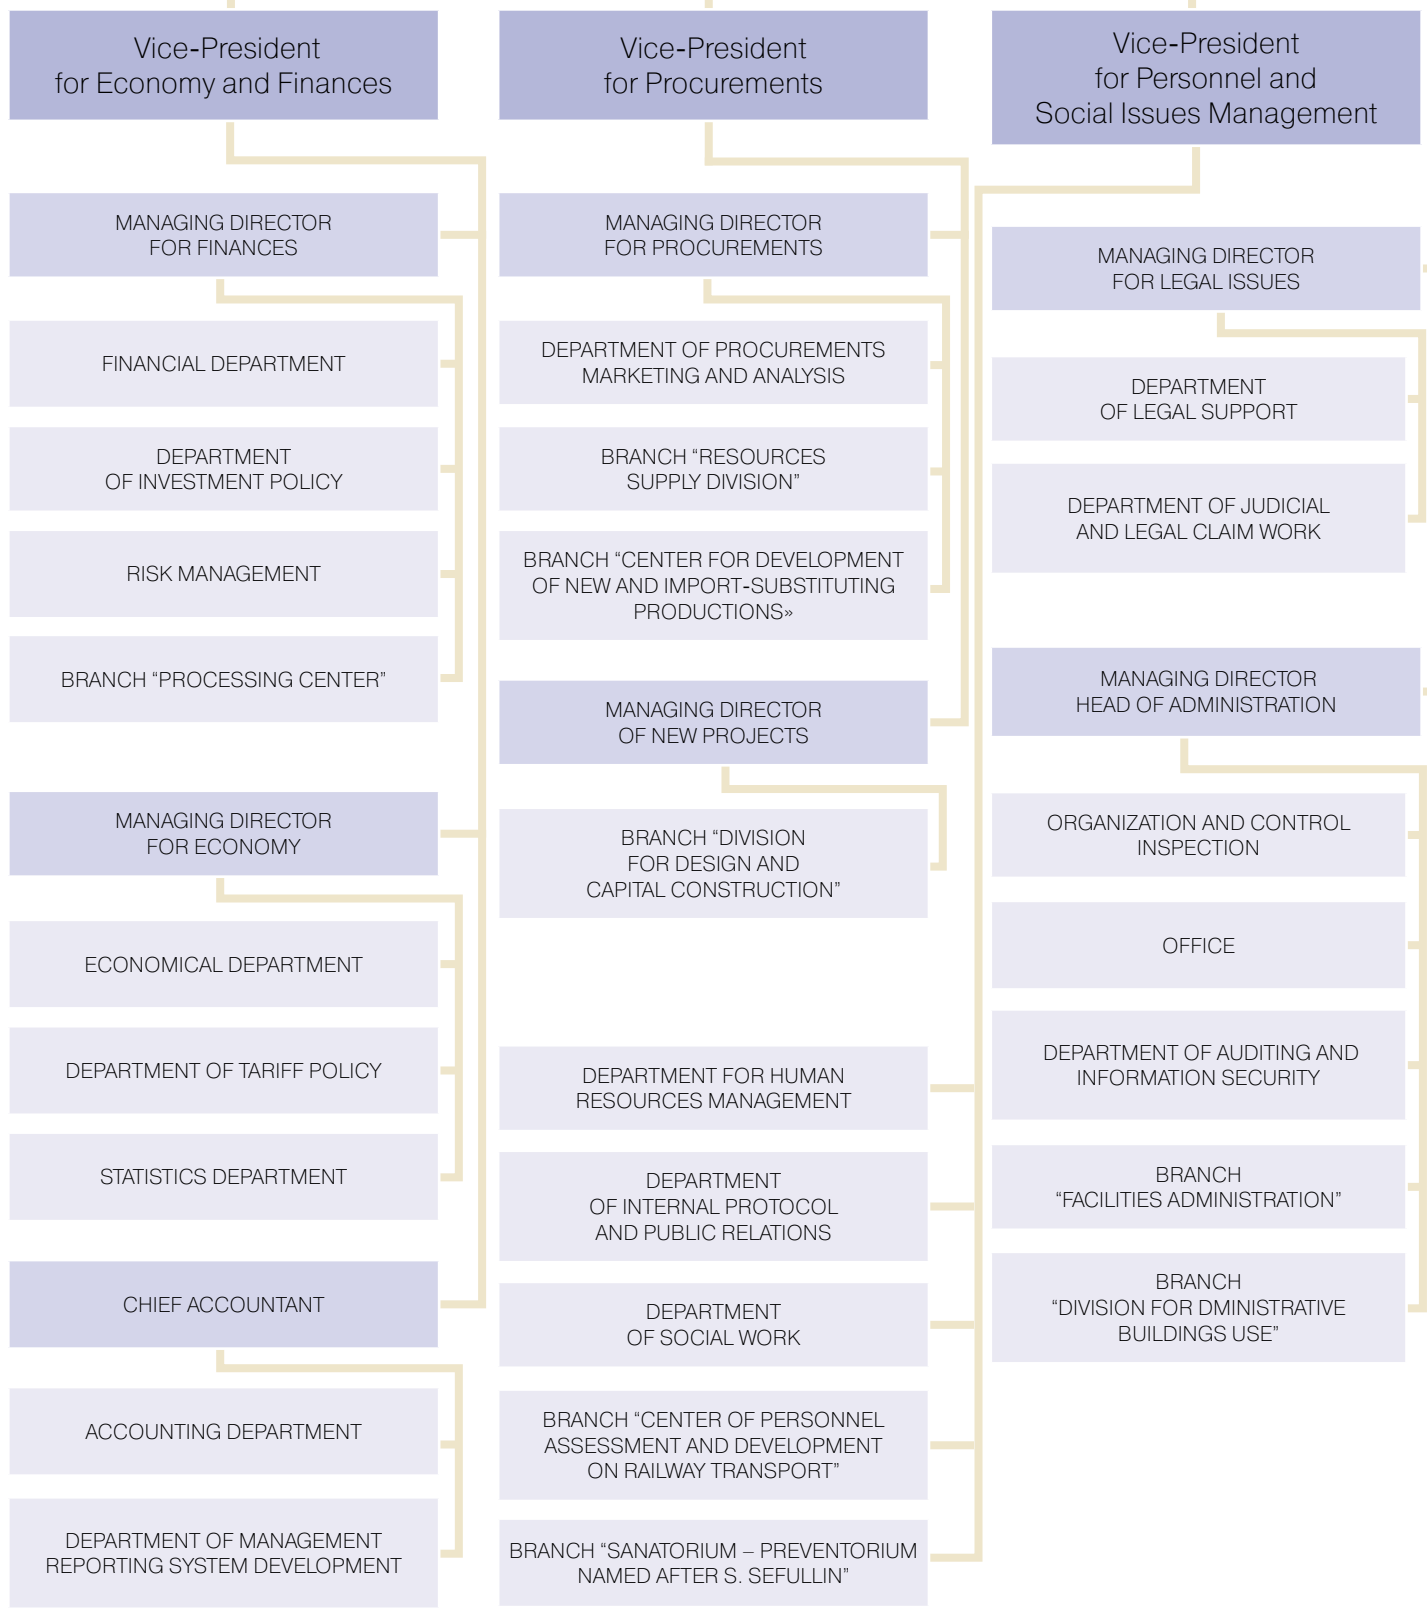 Vice-President
for Economy and Finances
MANAGING DIRECTOR
FOR FINANCES
FINANCIAL DEPARTMENT
DEPARTMENT
OF INVESTMENT POLICY
RISK MANAGEMENT
BRANCH “PROCESSING CENTER”
MANAGING DIRECTOR
FOR ECONOMY
ECONOMICAL DEPARTMENT
DEPARTMENT OF TARIFF POLICY
STATISTICS DEPARTMENT
CHIEF ACCOUNTANT
ACCOUNTING DEPARTMENT
DEPARTMENT OF MANAGEMENT
REPORTING SYSTEM DEVELOPMENT
Vice-President
for Procurements
MANAGING DIRECTOR
FOR PROCUREMENTS
DEPARTMENT OF PROCUREMENTS
MARKETING AND ANALYSIS
BRANCH “RESOURCES
SUPPLY DIVISION”
BRANCH “CENTER FOR DEVELOPMENT
OF NEW AND IMPORT-SUBSTITUTING
PRODUCTIONS»
MANAGING DIRECTOR
OF NEW PROJECTS
BRANCH “DIVISION
FOR DESIGN AND
CAPITAL CONSTRUCTION”
DEPARTMENT FOR HUMAN
RESOURCES MANAGEMENT
DEPARTMENT
OF INTERNAL PROTOCOL
AND PUBLIC RELATIONS
DEPARTMENT
OF SOCIAL WORK
BRANCH “CENTER OF PERSONNEL
ASSESSMENT AND DEVELOPMENT
ON RAILWAY TRANSPORT”
BRANCH “SANATORIUM – PREVENTORIUM
NAMED AFTER S. SEFULLIN”
Vice-President
for Personnel and
Social Issues Management
MANAGING DIRECTOR
FOR LEGAL ISSUES
DEPARTMENT
OF LEGAL SUPPORT
DEPARTMENT OF JUDICIAL
AND LEGAL CLAIM WORK
MANAGING DIRECTOR
HEAD OF ADMINISTRATION
ORGANIZATION AND CONTROL
INSPECTION
OFFICE
DEPARTMENT OF AUDITING AND
INFORMATION SECURITY
BRANCH
“FACILITIES ADMINISTRATION”
BRANCH
“DIVISION FOR DMINISTRATIVE
BUILDINGS USE”